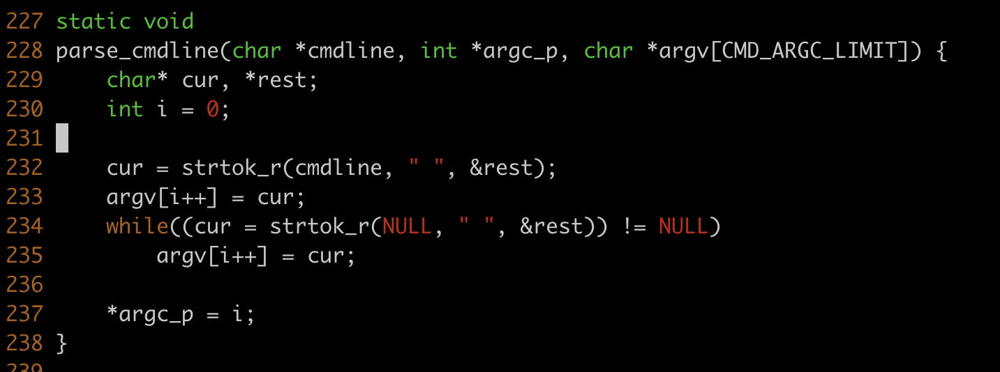 227 static void
228 parse_cmdline(char *cmdline, int *argc_p, char *argv[CMD_ARGC_LIMIT]) {
229     char* cur, *rest;
230     int i = 0;
231
232     cur = strtok_r(cmdline, " ", &rest);
233     argv[i++] = cur;
234     while((cur = strtok_r(NULL, " ", &rest)) != NULL)
235         argv[i++] = cur;
236
237     *argc_p = i;
238 }
239